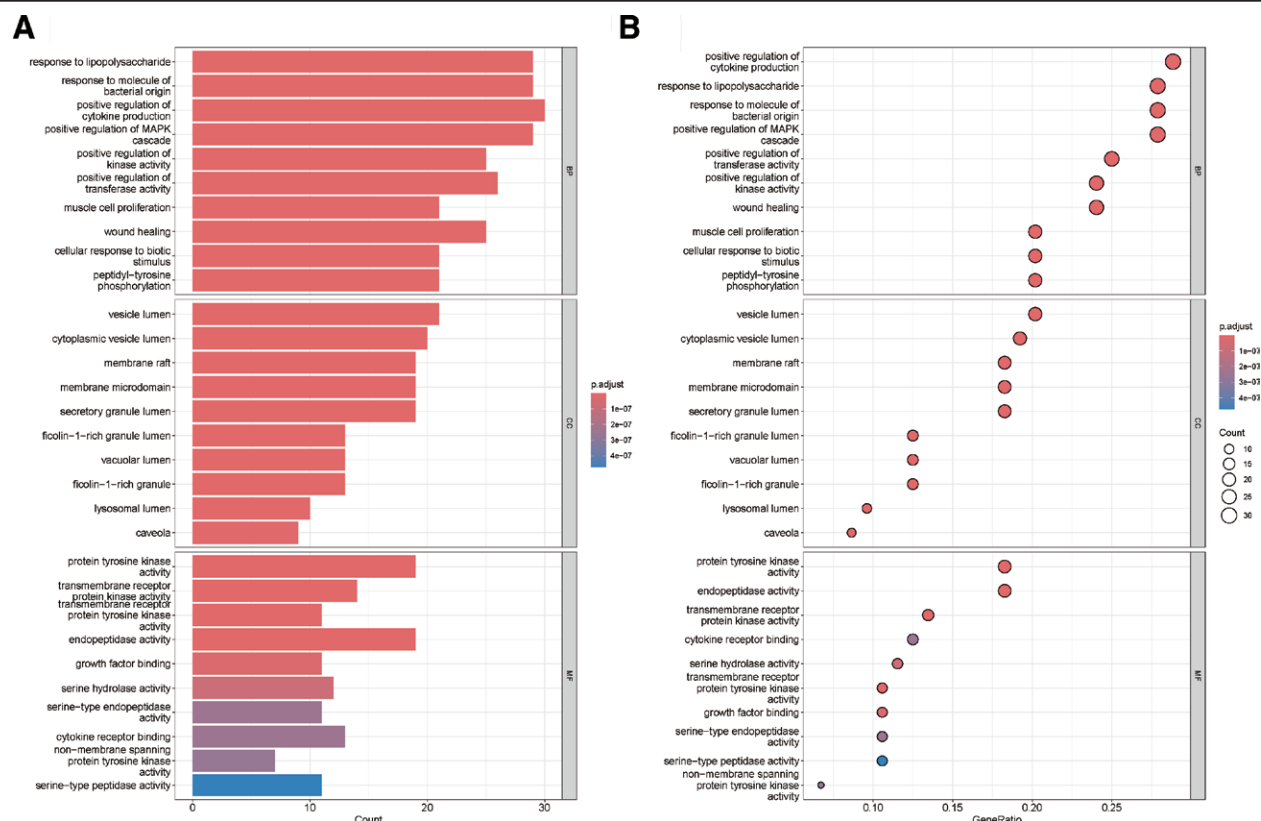 A
response to lipopolysaccharide
response to molecule of
bacterial origin
positive regulation of
cytokine production
positive regulation of MAPK
cascade
positive regulation of
kinase activity
positive regulation of
transferase activity
muscle cell proliferation
wound healing
cellular response to biotic
stimulus
peptidyl−tyrosine
phosphorylation
BP
vesicle lumen
cytoplasmic vesicle lumen
membrane raft
membrane microdomain
secretory granule lumen
ficolin−1−rich granule lumen
vacuolar lumen
ficolin−1−rich granule
lysosomal lumen
caveola
CC
protein tyrosine kinase
activity
transmembrane receptor
protein kinase activity
transmembrane receptor
protein tyrosine kinase
activity
endopeptidase activity
growth factor binding
serine hydrolase activity
serine−type endopeptidase
activity
cytokine receptor binding
non−membrane spanning
protein tyrosine kinase
activity
serine−type peptidase activity
MF
0 10 20 30
Count
p.adjust
1e−07
2e−07
3e−07
4e−07
B
positive regulation of
cytokine production
response to lipopolysaccharide
response to molecule of
bacterial origin
positive regulation of MAPK
cascade
positive regulation of
transferase activity
positive regulation of
kinase activity
wound healing
muscle cell proliferation
cellular response to biotic
stimulus
peptidyl−tyrosine
phosphorylation
BP
vesicle lumen
cytoplasmic vesicle lumen
membrane raft
membrane microdomain
secretory granule lumen
ficolin−1−rich granule lumen
vacuolar lumen
ficolin−1−rich granule
lysosomal lumen
caveola
CC
protein tyrosine kinase
activity
endopeptidase activity
transmembrane receptor
protein kinase activity
cytokine receptor binding
serine hydrolase activity
transmembrane receptor
protein tyrosine kinase
activity
growth factor binding
serine−type endopeptidase
activity
serine−type peptidase activity
non−membrane spanning
protein tyrosine kinase
activity
MF
0.10 0.15 0.20 0.25
GeneRatio
p.adjust
1e−07
2e−07
3e−07
4e−07
Count
10
15
20
25
30